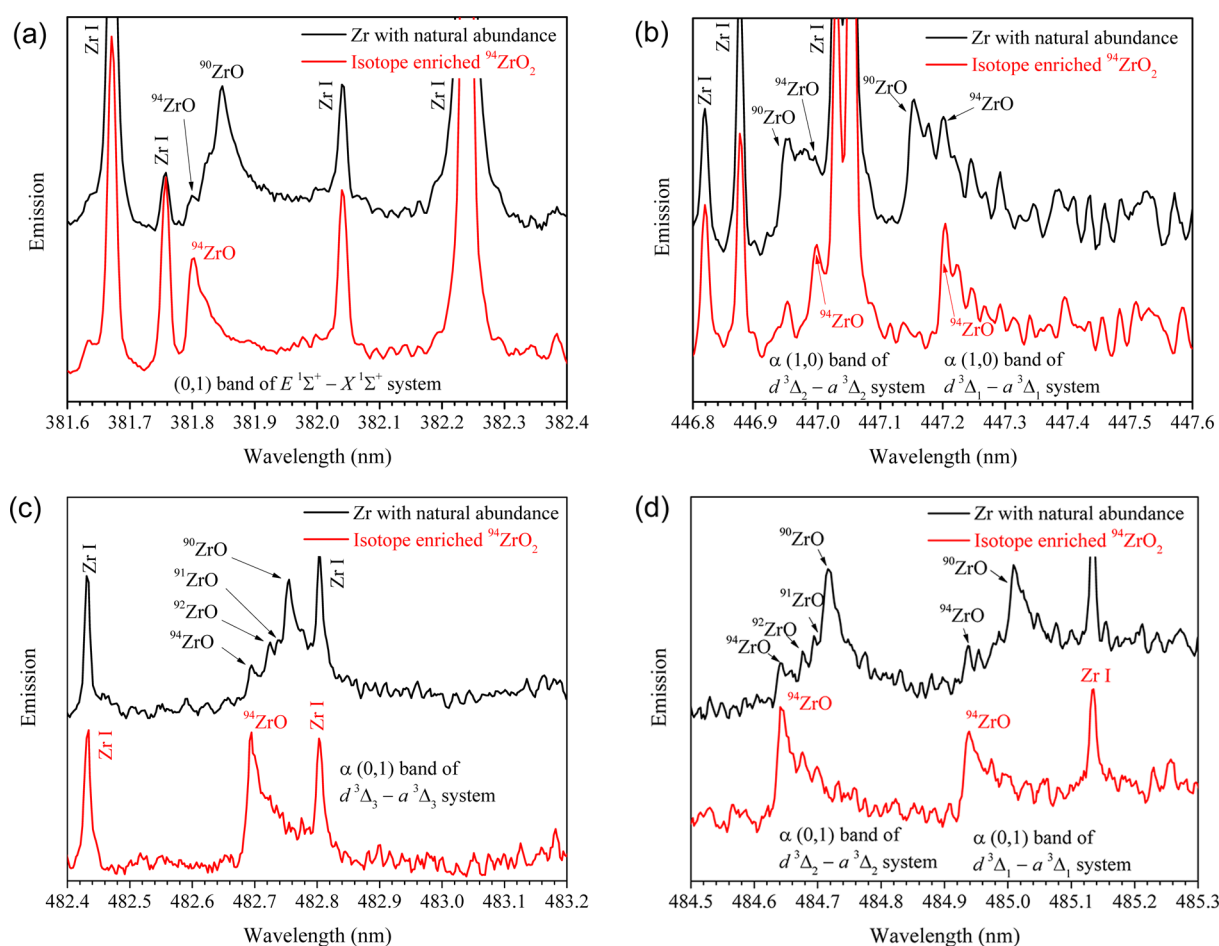 (a)
Zr I
Zr with natural abundance
Isotope enriched ⁹⁴ZrO₂
⁹⁰ZrO
⁹⁴ZrO
Zr I
Zr I
Zr I
⁹⁴ZrO
(0,1) band of E ¹Σ⁺ – X ¹Σ⁺ system
Emission
381.6 381.7 381.8 381.9 382.0 382.1 382.2 382.3 382.4
Wavelength (nm)
(b)
Zr I
Zr with natural abundance
Isotope enriched ⁹⁴ZrO₂
Zr I
⁹⁰ZrO
⁹⁴ZrO
⁹⁰ZrO
⁹⁴ZrO
⁹⁴ZrO
⁹⁴ZrO
α (1,0) band of
d ³Δ₂ – a ³Δ₂ system
α (1,0) band of
d ³Δ₁ – a ³Δ₁ system
Emission
446.8 446.9 447.0 447.1 447.2 447.3 447.4 447.5 447.6
Wavelength (nm)
(c)
Zr with natural abundance
Isotope enriched ⁹⁴ZrO₂
Zr I
⁹⁰ZrO
⁹¹ZrO
⁹²ZrO
⁹⁴ZrO
Zr I
Zr I
⁹⁴ZrO
Zr I
α (0,1) band of
d ³Δ₃ – a ³Δ₃ system
Emission
482.4 482.5 482.6 482.7 482.8 482.9 483.0 483.1 483.2
Wavelength (nm)
(d)
Zr with natural abundance
Isotope enriched ⁹⁴ZrO₂
⁹⁰ZrO
⁹¹ZrO
⁹²ZrO
⁹⁴ZrO
⁹⁰ZrO
⁹⁴ZrO
⁹⁴ZrO
⁹⁴ZrO
Zr I
α (0,1) band of
d ³Δ₂ – a ³Δ₂ system
α (0,1) band of
d ³Δ₁ – a ³Δ₁ system
Emission
484.5 484.6 484.7 484.8 484.9 485.0 485.1 485.2 485.3
Wavelength (nm)